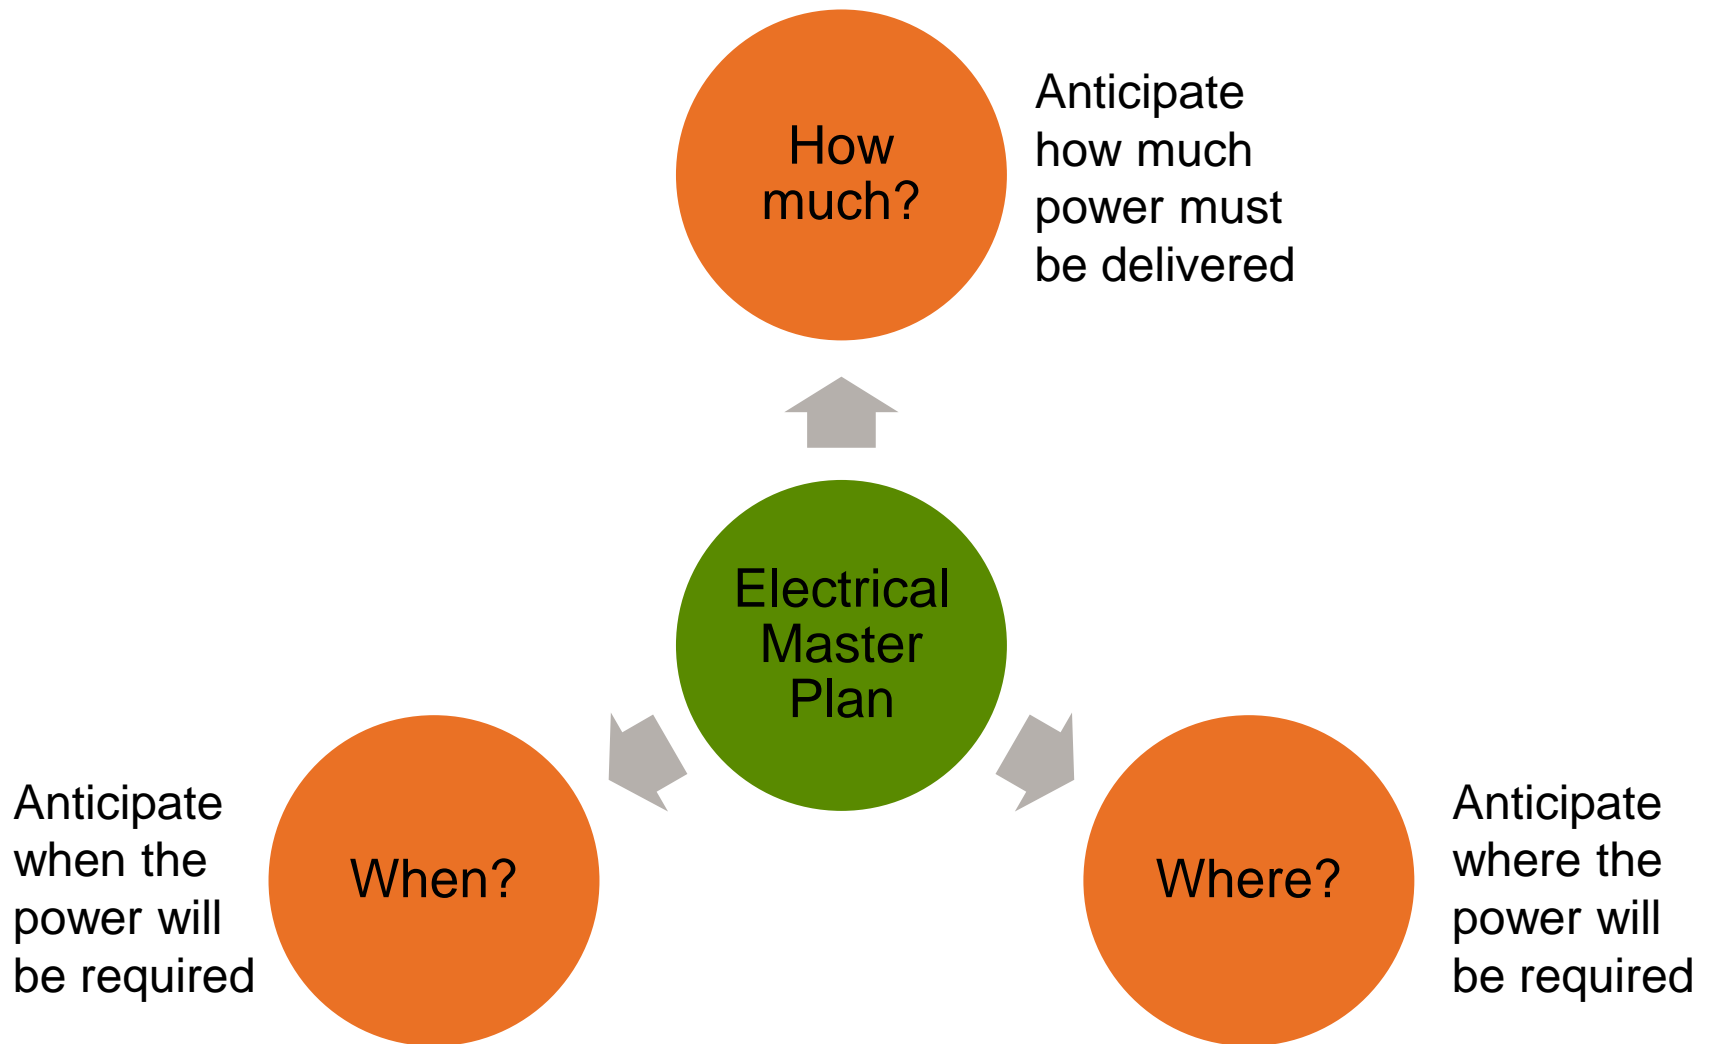 How
much?
Anticipate
how much
power must
be delivered
Electrical
Master
Plan
Anticipate
when the
power will
be required
When?
Where?
Anticipate
where the
power will
be required